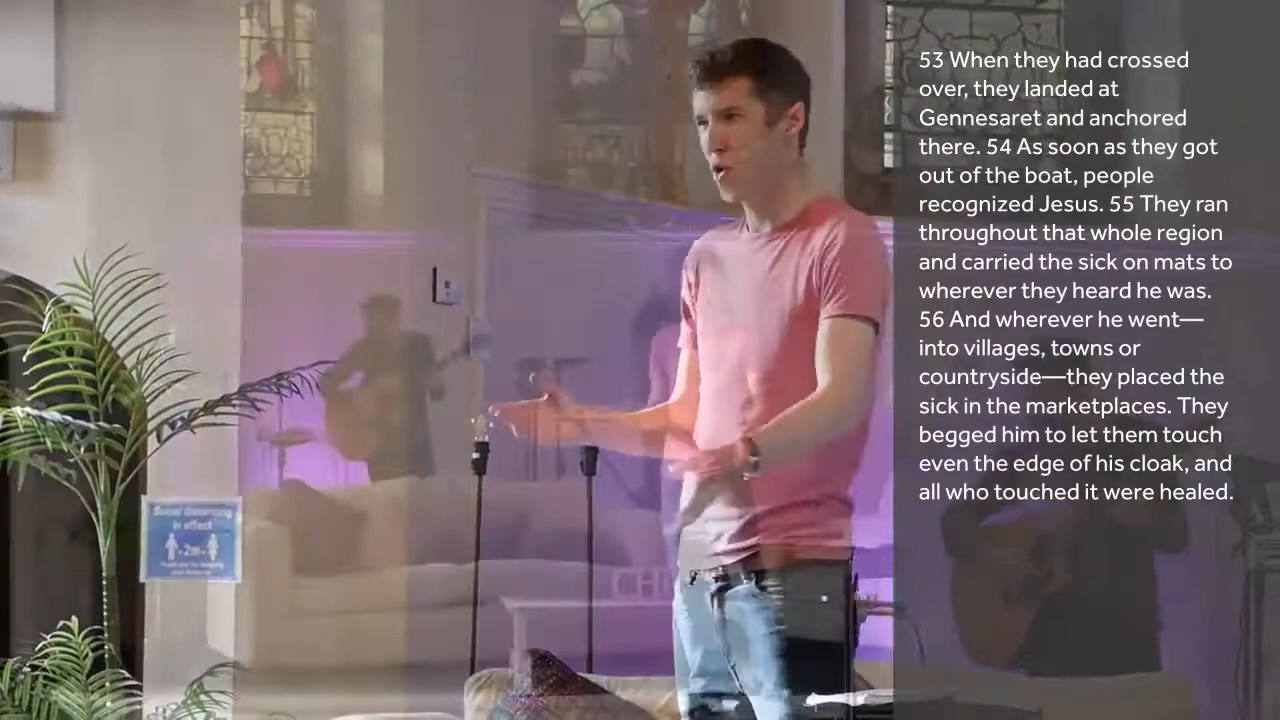 53 When they had crossed
over, they landed at
Gennesaret and anchored
there. 54 As soon as they got
out of the boat, people
recognized Jesus. 55 They ran
throughout that whole region
and carried the sick on mats to
wherever they heard he was.
56 And wherever he went—
into villages, towns or
countryside—they placed the
sick in the marketplaces. They
begged him to let them touch
even the edge of his cloak, and
all who touched it were healed.
Social distancing
in effect
2m